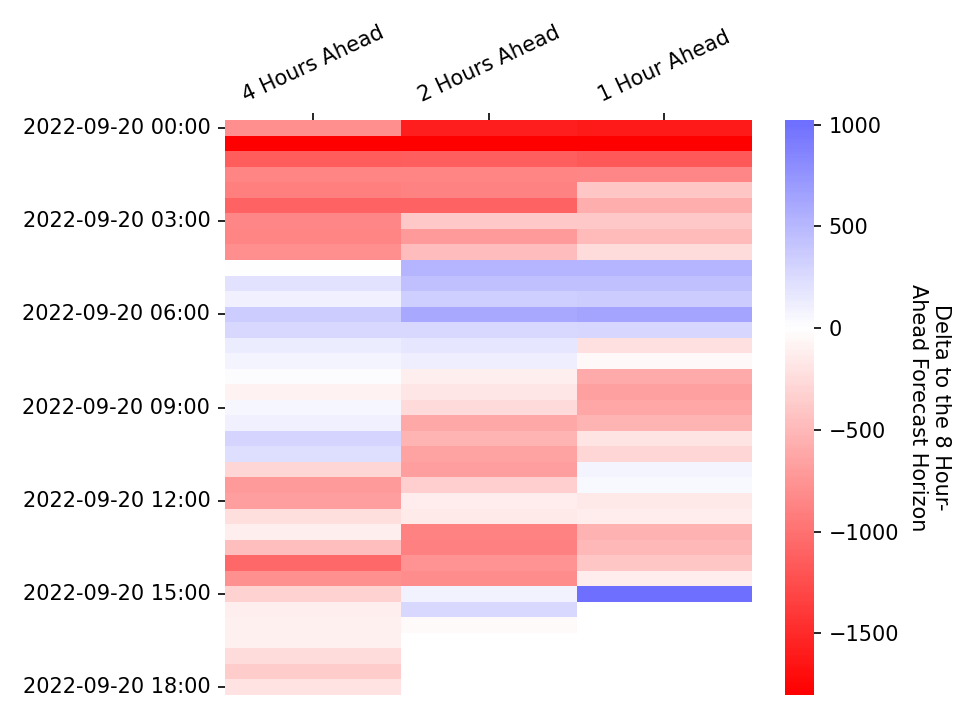 4 Hours Ahead
2 Hours Ahead
1 Hour Ahead
2022-09-20 00:00
2022-09-20 03:00
2022-09-20 06:00
2022-09-20 09:00
2022-09-20 12:00
2022-09-20 15:00
2022-09-20 18:00
1000
500
0
−500
−1000
−1500
Delta to the 8 Hour-
Ahead Forecast Horizon